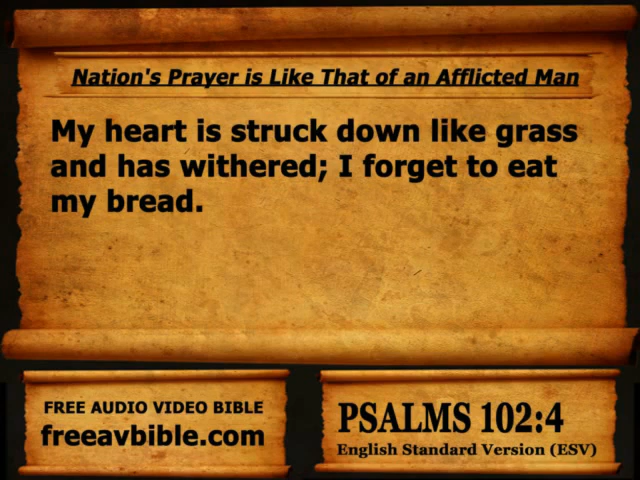 Nation's Prayer is Like That of an Afflicted Man
My heart is struck down like grass
and has withered; I forget to eat
my bread.
FREE AUDIO VIDEO BIBLE
freeavbible.com
PSALMS 102:4
English Standard Version (ESV)